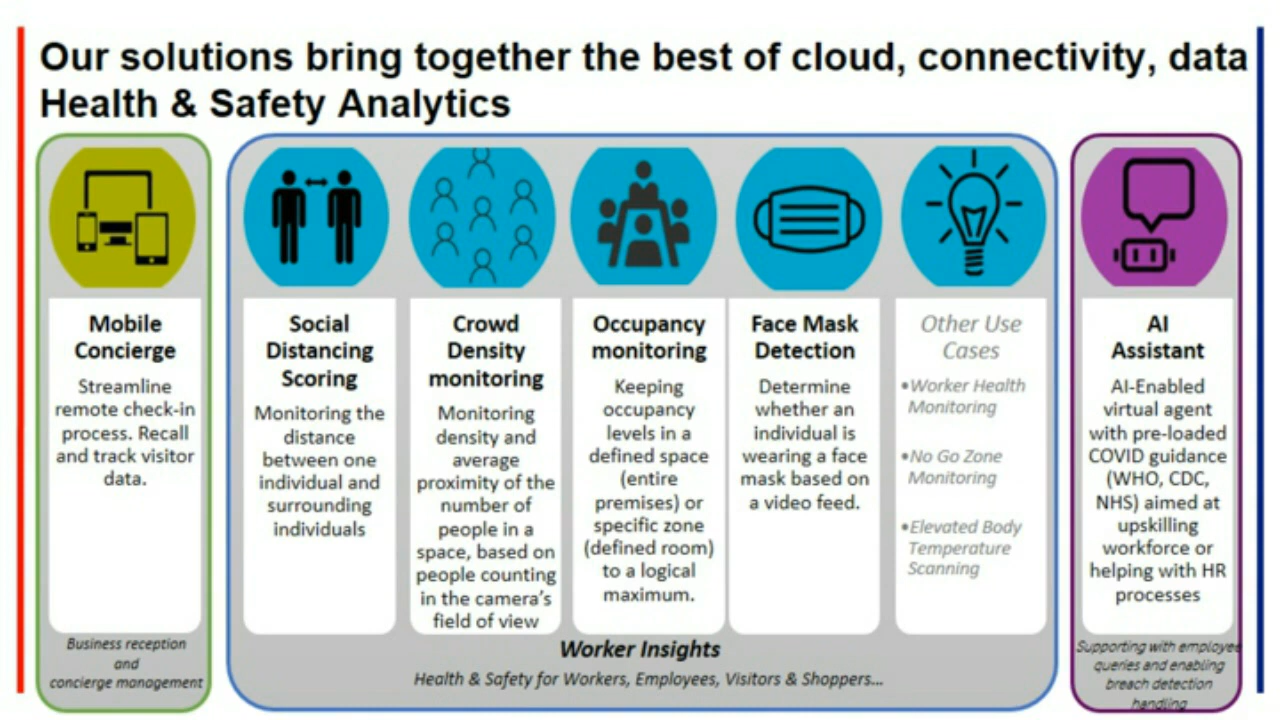 Our solutions bring together the best of cloud, connectivity, data
Health & Safety Analytics
Mobile
Concierge
Streamline
remote check-in
process. Recall
and track visitor
data.
Business reception
and
concierge management
Social
Distancing
Scoring
Monitoring the
distance
between one
individual and
surrounding
individuals
Crowd
Density
monitoring
Monitoring
density and
average
proximity of the
number of
people in a
space, based on
people counting
in the camera's
field of view
Occupancy
monitoring
Keeping
occupancy
levels in a
defined space
(entire
premises) or
specific zone
(defined room)
to a logical
maximum.
Face Mask
Detection
Determine
whether an
individual is
wearing a face
mask based on
a video feed.
Other Use
Cases
•Worker Health
Monitoring
•No Go Zone
Monitoring
•Elevated Body
Temperature
Scanning
Worker Insights
Health & Safety for Workers, Employees, Visitors & Shoppers...
AI
Assistant
AI-Enabled
virtual agent
with pre-loaded
COVID guidance
(WHO, CDC,
NHS) aimed at
upskilling
workforce or
helping with HR
processes
Supporting with employee
queries and enabling
breach detection
handling